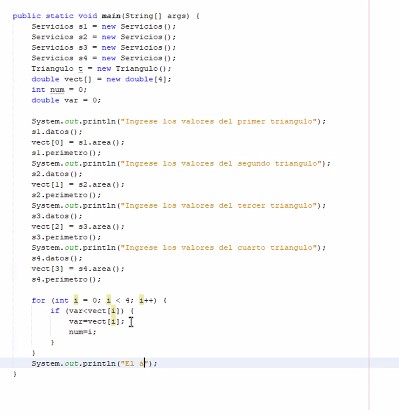 public static void main(String[] args) {
Servicios s1 = new Servicios();
Servicios s2 = new Servicios();
Servicios s3 = new Servicios();
Servicios s4 = new Servicios();
Triangulo t = new Triangulo();
double vect[] = new double[4];
int num = 0;
double var = 0;
System.out.println("Ingrese los valores del primer triangulo");
s1.datos();
vect[0] = s1.area();
s1.perimetro();
System.out.println("Ingrese los valores del segundo triangulo");
s2.datos();
vect[1] = s2.area();
s2.perimetro();
System.out.println("Ingrese los valores del tercer triangulo");
s3.datos();
vect[2] = s3.area();
s3.perimetro();
System.out.println("Ingrese los valores del cuarto triangulo");
s4.datos();
vect[3] = s4.area();
s4.perimetro();
for (int i = 0; i < 4; i++) {
if (var<vect[i]) {
var=vect[i];
num=i;
}
}
System.out.println("El a");
}